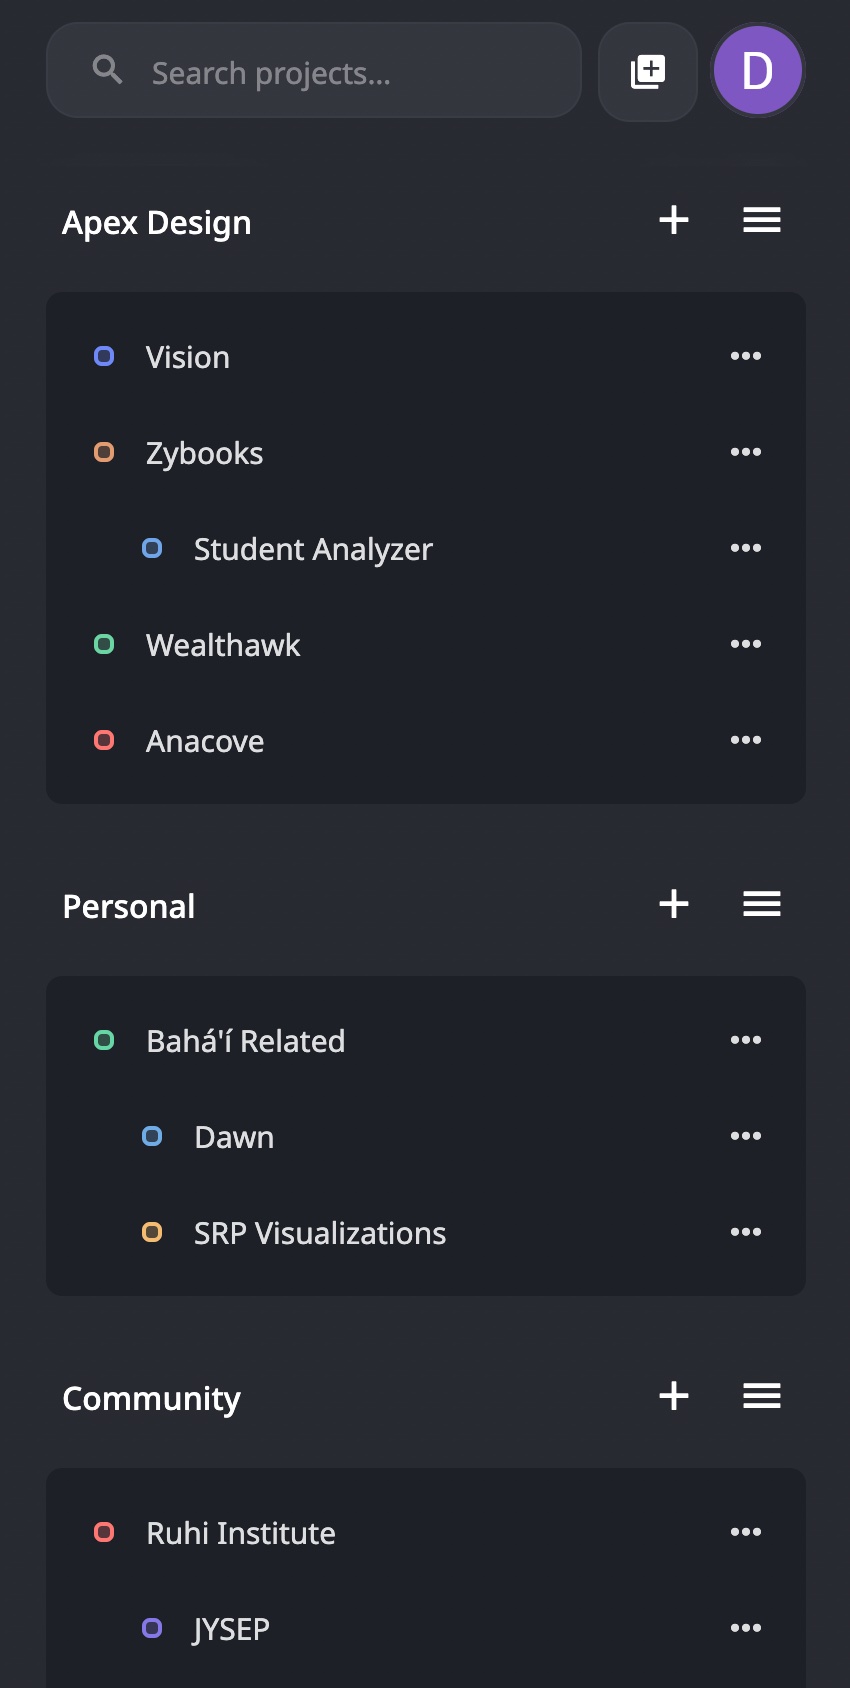 Search projects...
D
Apex Design
Vision
Zybooks
Student Analyzer
Wealthawk
Anacove
Personal
Bahá'í Related
Dawn
SRP Visualizations
Community
Ruhi Institute
JYSEP